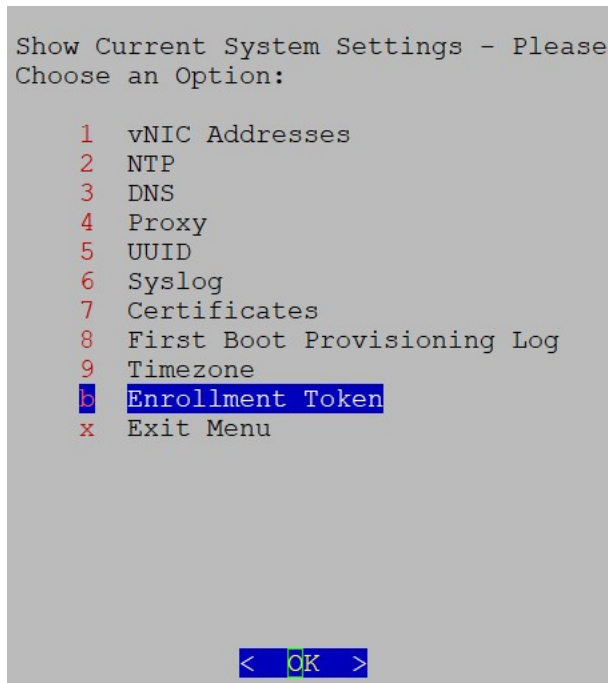 Show Current System Settings - Please
Choose an Option:
1 vNIC Addresses
2 NTP
3 DNS
4 Proxy
5 UUID
6 Syslog
7 Certificates
8 First Boot Provisioning Log
9 Timezone
b Enrollment Token
x Exit Menu
< OK >